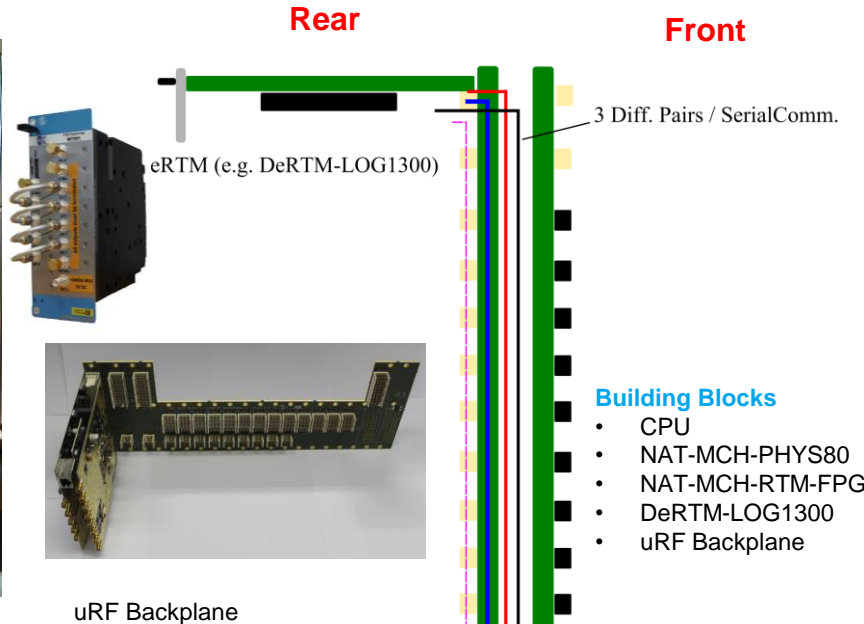 Rear
Front
3 Diff. Pairs / SerialComm.
eRTM (e.g. DeRTM-LOG1300)
Building Blocks
• CPU
• NAT-MCH-PHYS80
• NAT-MCH-RTM-FPG
• DeRTM-LOG1300
• uRF Backplane
uRF Backplane